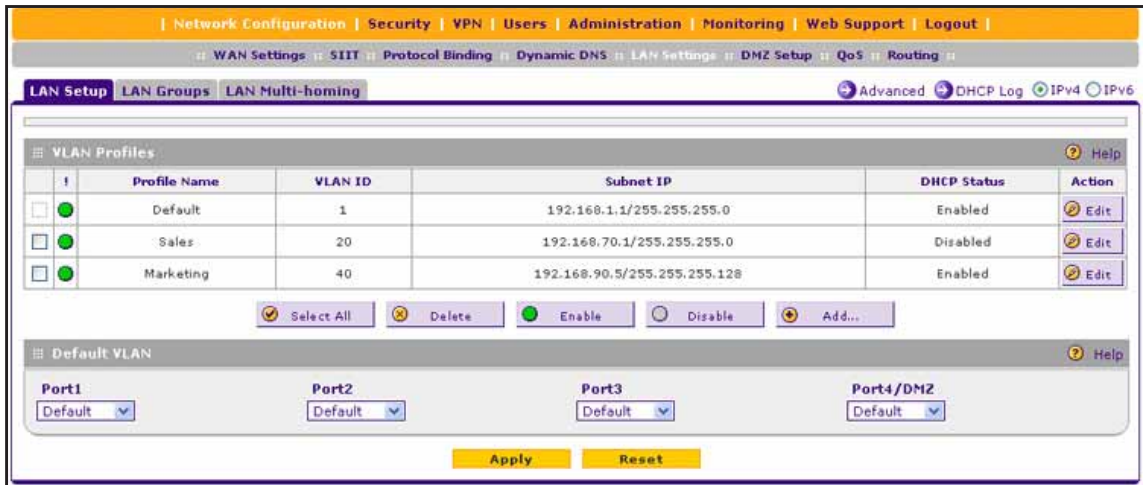 | Network Configuration | Security | VPN | Users | Administration | Monitoring | Web Support | Logout |
:: WAN Settings :: SIIT :: Protocol Binding :: Dynamic DNS :: LAN Settings :: DMZ Setup :: QoS :: Routing ::
LAN Setup LAN Groups LAN Multi-homing Advanced DHCP Log IPv4 IPv6
VLAN Profiles Help
! Profile Name VLAN ID Subnet IP DHCP Status Action
Default 1 192.168.1.1/255.255.255.0 Enabled Edit
Sales 20 192.168.70.1/255.255.255.0 Disabled Edit
Marketing 40 192.168.90.5/255.255.255.128 Enabled Edit
Select All Delete Enable Disable Add...
Default VLAN Help
Port1 Port2 Port3 Port4/DMZ
Default Default Default Default
Apply Reset